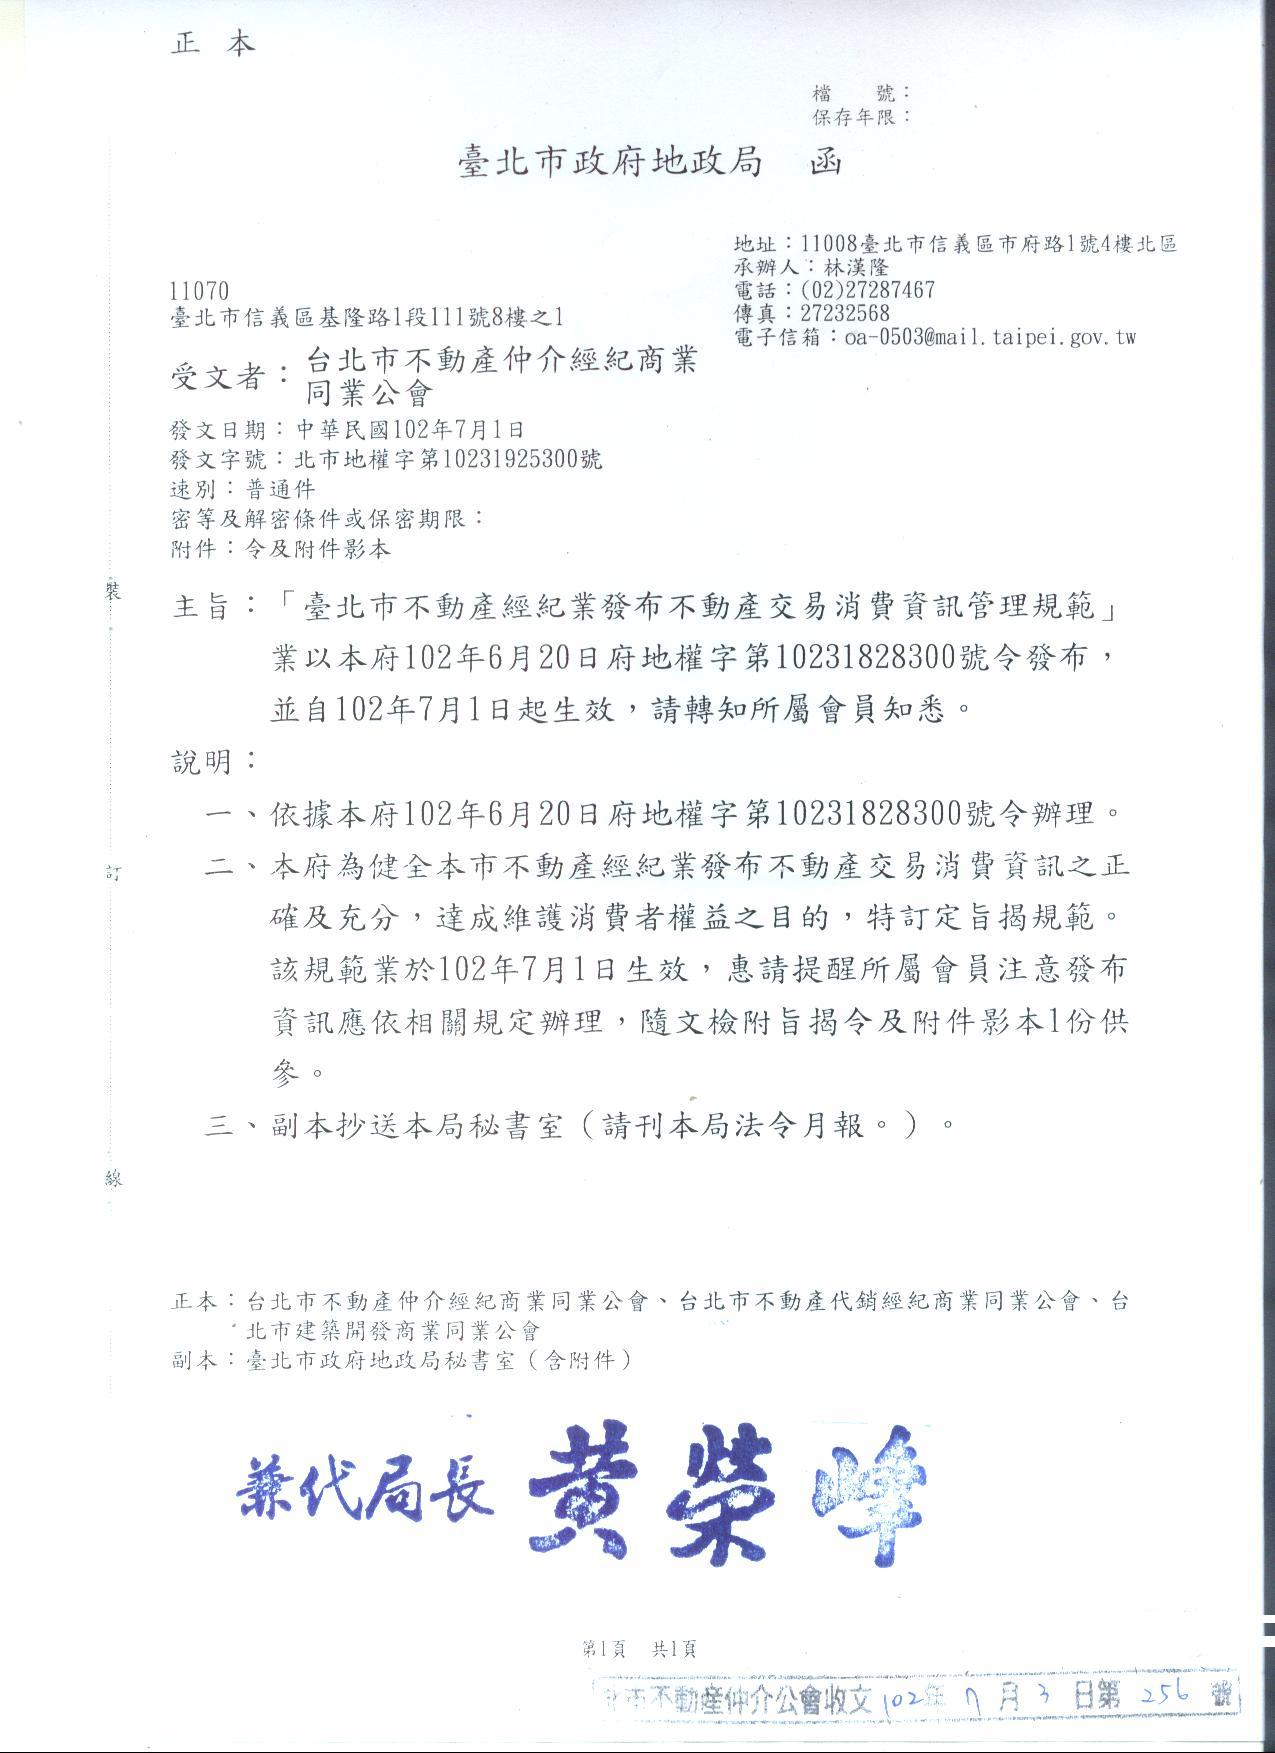 正 本
檔　　號：
保存年限：
臺北市政府地政局　函
地址：11008臺北市信義區市府路1號4樓北區
承辦人：林漢隆
電話：(02)27287467
傳真：27232568
電子信箱：oa-0503@mail.taipei.gov.tw
11070
臺北市信義區基隆路1段111號8樓之1
受文者：台北市不動產仲介經紀商業
同業公會
發文日期：中華民國102年7月1日
發文字號：北市地權字第10231925300號
速別：普通件
密等及解密條件或保密期限：
附件：令及附件影本
主旨：「臺北市不動產經紀業發布不動產交易消費資訊管理規範」
業以本府102年6月20日府地權字第10231828300號令發布，
並自102年7月1日起生效，請轉知所屬會員知悉。
說明：
一、依據本府102年6月20日府地權字第10231828300號令辦理。
二、本府為健全本市不動產經紀業發布不動產交易消費資訊之正
確及充分，達成維護消費者權益之目的，特訂定旨揭規範。
該規範業於102年7月1日生效，惠請提醒所屬會員注意發布
資訊應依相關規定辦理，隨文檢附旨揭令及附件影本1份供
參。
三、副本抄送本局秘書室（請刊本局法令月報。）。
裝
訂
線
正本：台北市不動產仲介經紀商業同業公會、台北市不動產代銷經紀商業同業公會、台
北市建築開發商業同業公會
副本：臺北市政府地政局秘書室（含附件）
兼代局長 黃榮峰
第1頁　共1頁
北市不動產仲介公會收文102年7月3日第256號